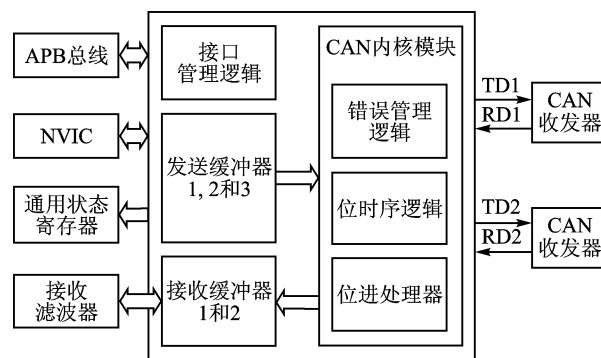 APB总线
NVIC
通用状态
寄存器
接收
滤波器
接口
管理逻辑
发送缓冲器
1, 2和3
接收缓冲器
1和2
CAN内核模块
错误管理
逻辑
位时序逻辑
位进处理器
TD1
RD1
CAN
收发器
TD2
RD2
CAN
收发器